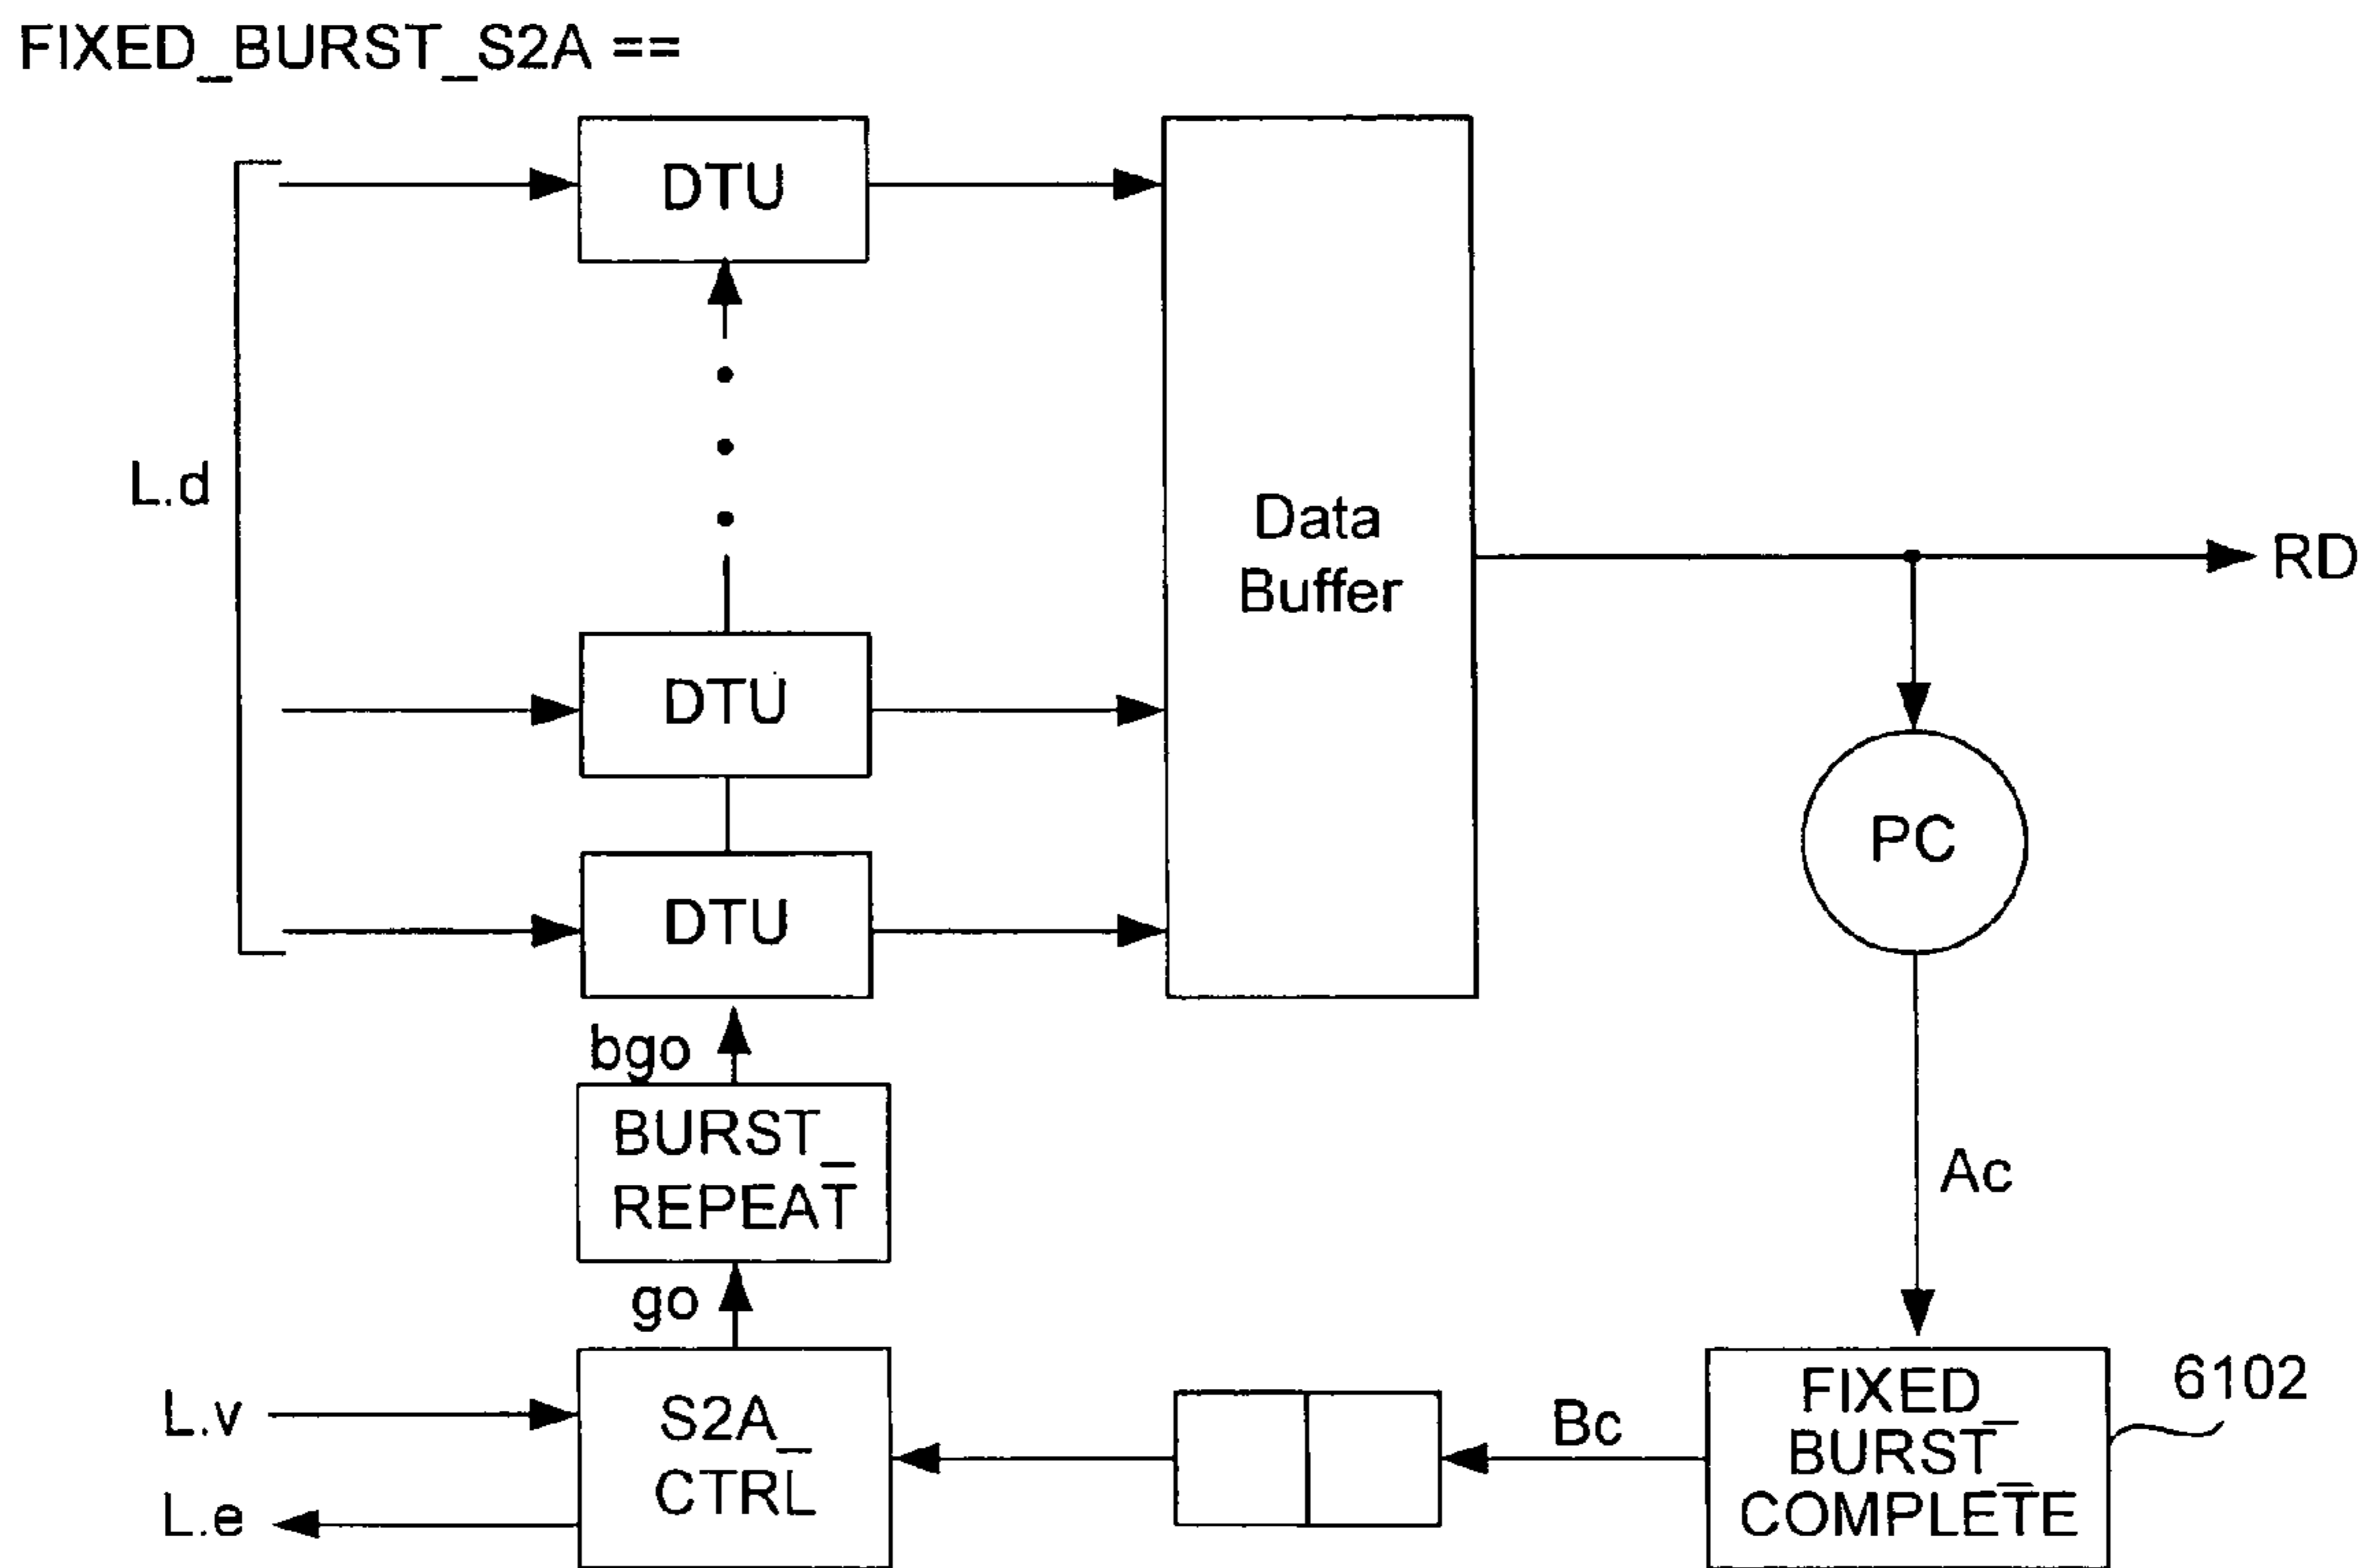 FIXED_BURST_S2A ==
DTU
L.d
Data
Buffer
RD
DTU
PC
DTU
bgo
BURST_
REPEAT
Ac
go
L.v
L.e
S2A_
CTRL
Bc
FIXED_
BURST_
COMPLETE
6102